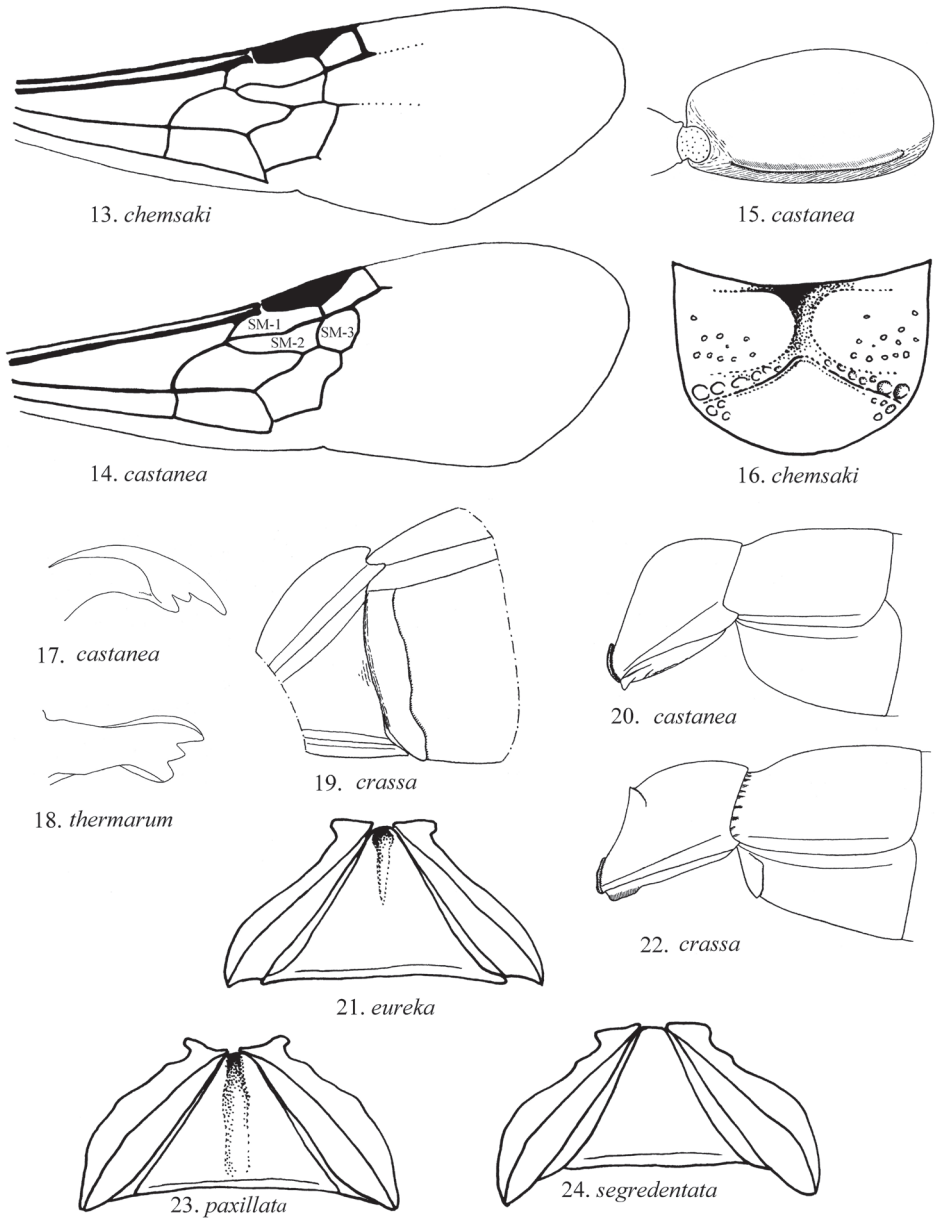 13. chemsaki
15. castanea
SM-1
SM-2
SM-3
14. castanea
16. chemsaki
17. castanea
18. thermarum
19. crassa
20. castanea
21. eureka
22. crassa
23. paxillata
24. segredentata